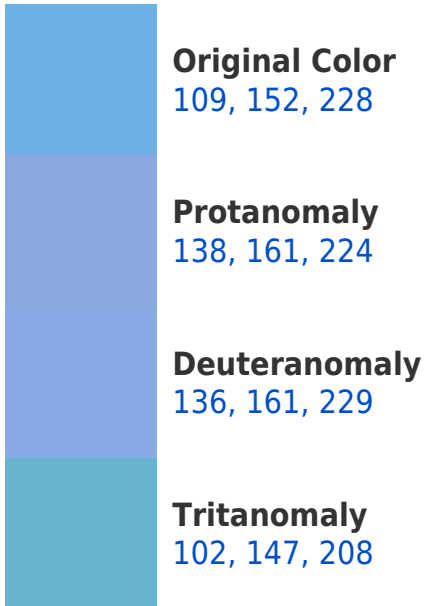 Original Color
109, 152, 228
Protanomaly
138, 161, 224
Deuteranomaly
136, 161, 229
Tritanomaly
102, 147, 208